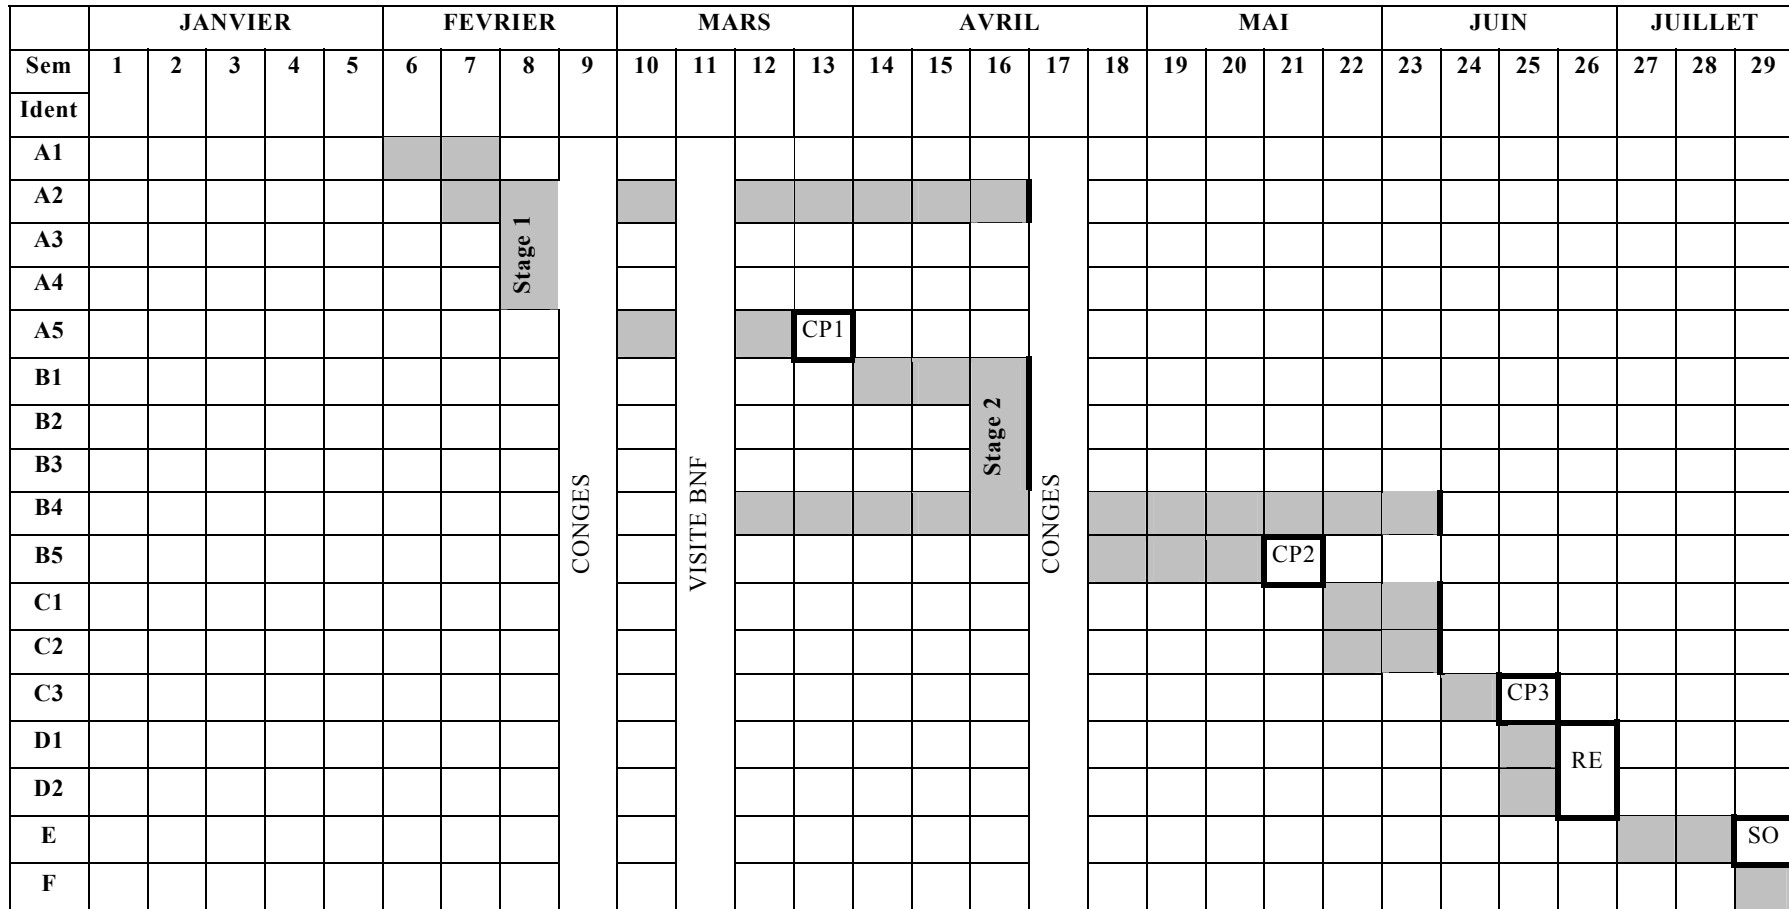 JANVIER FEVRIER MARS AVRIL MAI JUIN JUILLET
Sem 1 2 3 4 5 6 7 8 9 10 11 12 13 14 15 16 17 18 19 20 21 22 23 24 25 26 27 28 29
Ident
A1
A2
A3
Stage 1
A4
A5 CP1
B1
B2
Stage 2
B3
CONGES VISITE BNF CONGES
B4
B5 CP2
C1
C2
C3 CP3
D1
RE
D2
E SO
F